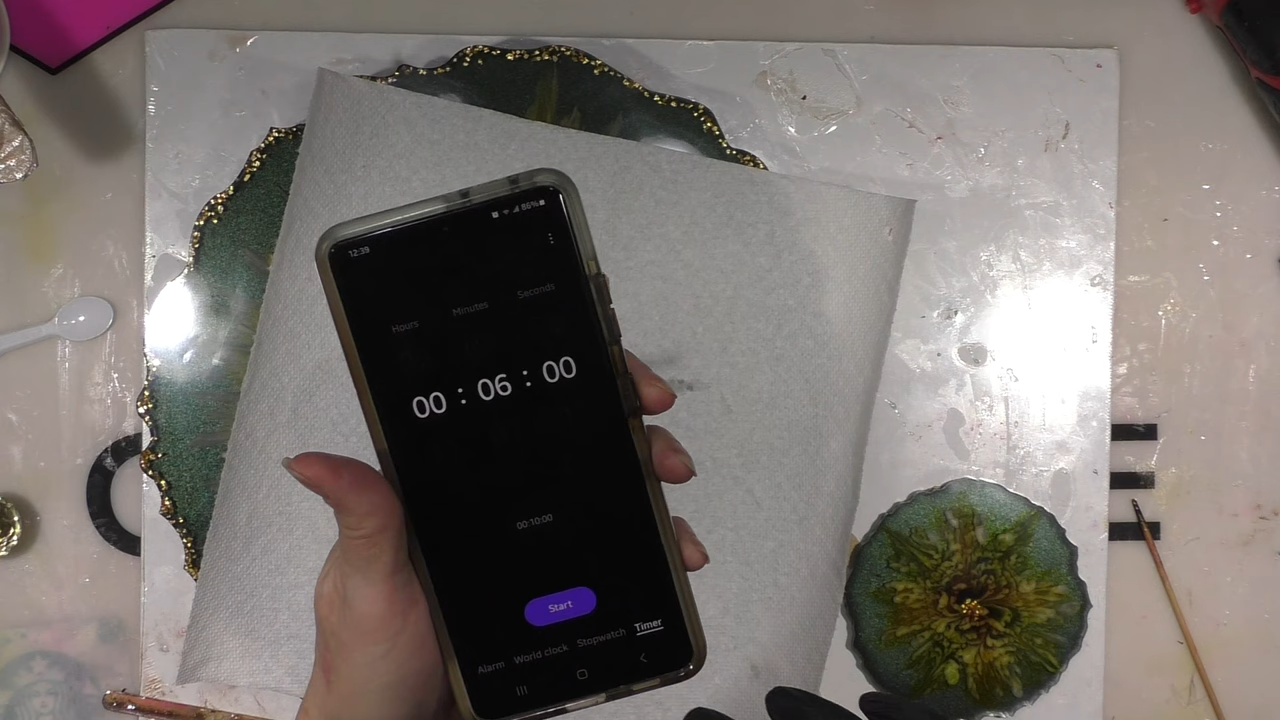 12:39 86%
Hours Minutes Seconds
00 : 06 : 00
00:10:00
Start
Alarm World clock Stopwatch Timer